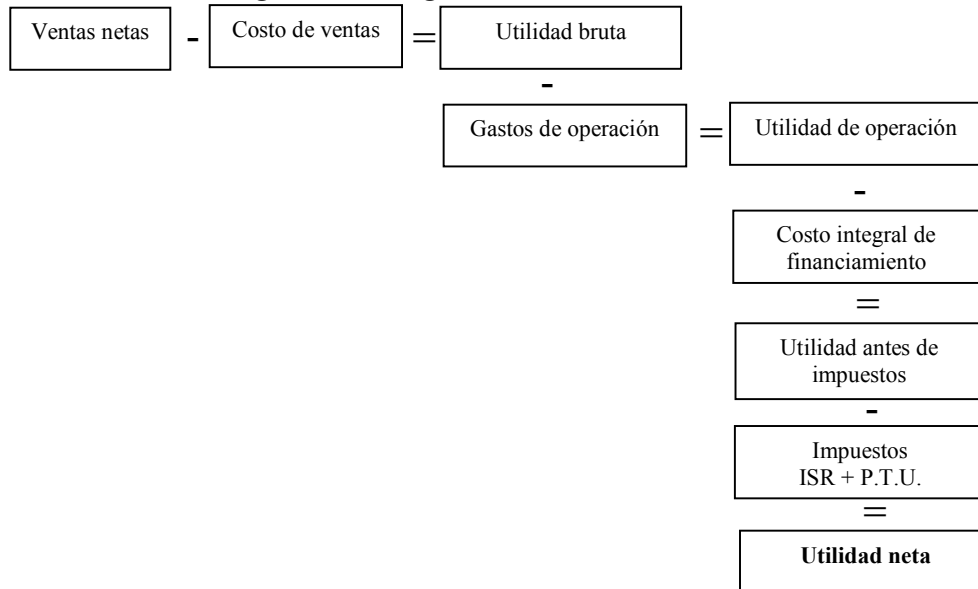 Ventas netas - Costo de ventas = Utilidad bruta
-
Gastos de operación = Utilidad de operación
-
Costo integral de
financiamiento
=
Utilidad antes de
impuestos
-
Impuestos
ISR + P.T.U.
=
Utilidad neta